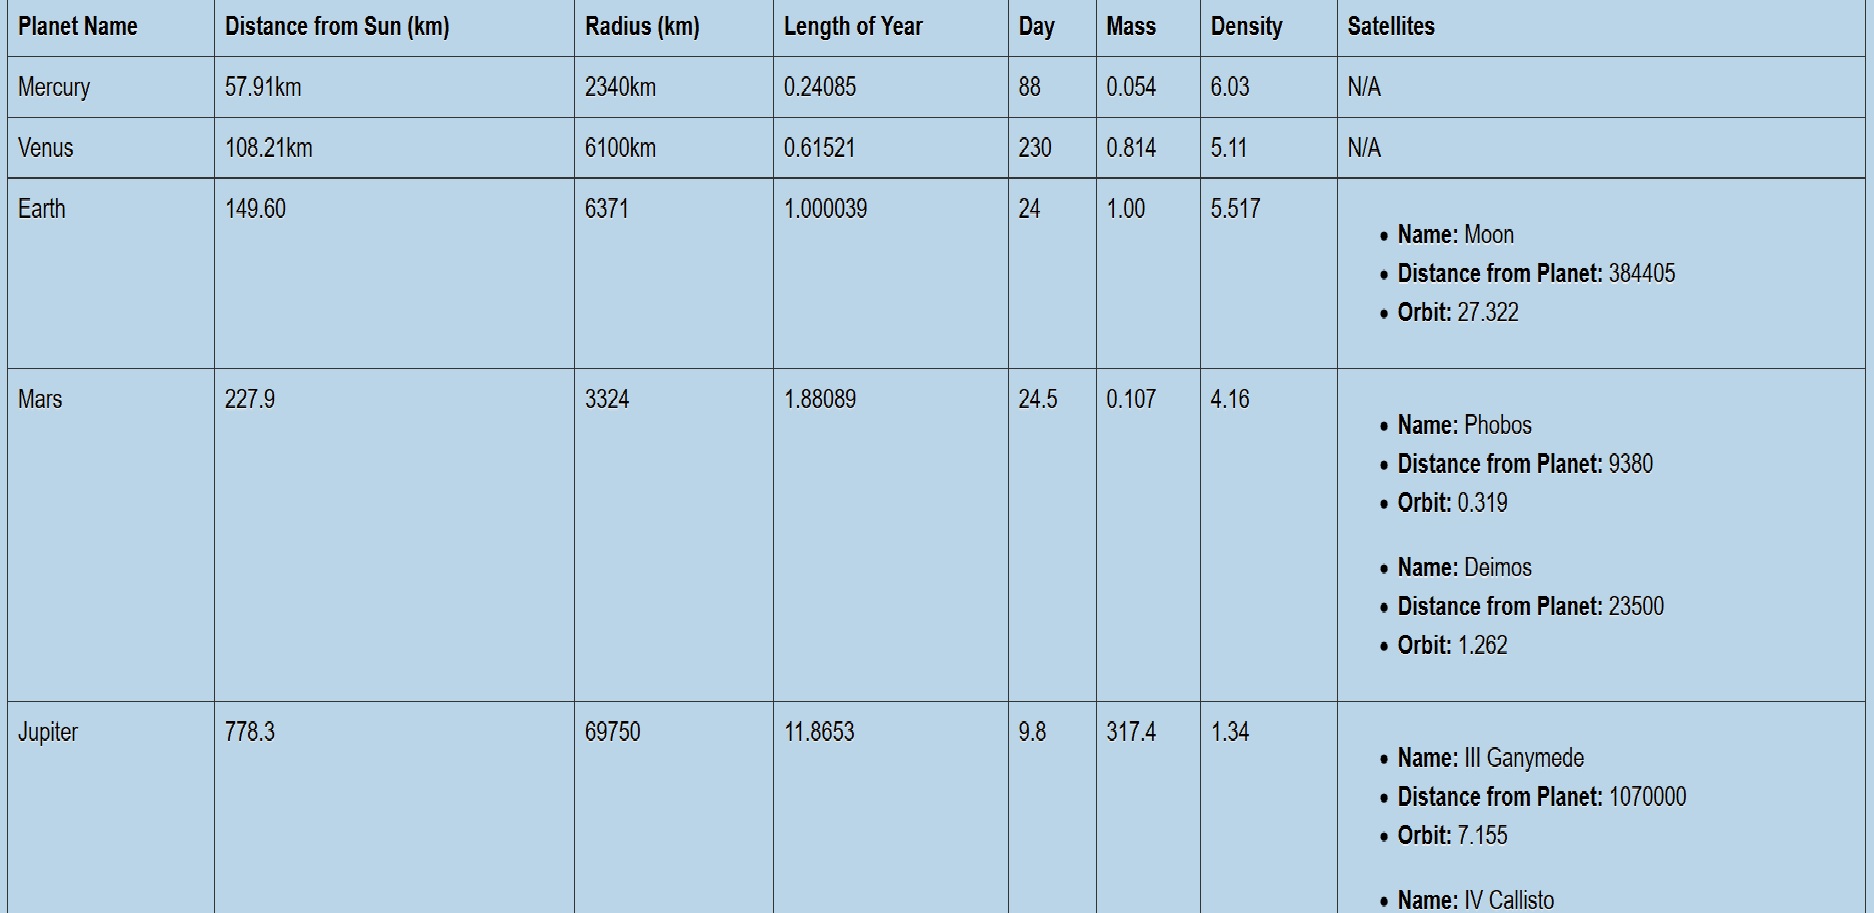 Planet Name Distance from Sun (km) Radius (km) Length of Year Day Mass Density Satellites
Mercury 57.91km 2340km 0.24085 88 0.054 6.03 N/A
Venus 108.21km 6100km 0.61521 230 0.814 5.11 N/A
Earth 149.60 6371 1.000039 24 1.00 5.517
• Name: Moon
• Distance from Planet: 384405
• Orbit: 27.322
Mars 227.9 3324 1.88089 24.5 0.107 4.16
• Name: Phobos
• Distance from Planet: 9380
• Orbit: 0.319
• Name: Deimos
• Distance from Planet: 23500
• Orbit: 1.262
Jupiter 778.3 69750 11.8653 9.8 317.4 1.34
• Name: III Ganymede
• Distance from Planet: 1070000
• Orbit: 7.155
• Name: IV Callisto